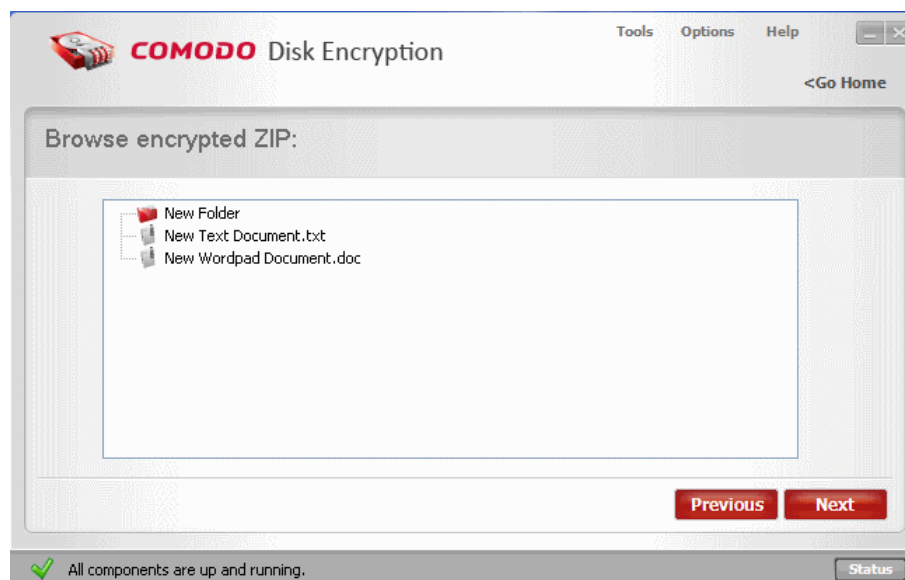 Tools Options Help
COMODO Disk Encryption
<Go Home
Browse encrypted ZIP:
New Folder
New Text Document.txt
New Wordpad Document.doc
Previous Next
All components are up and running. Status